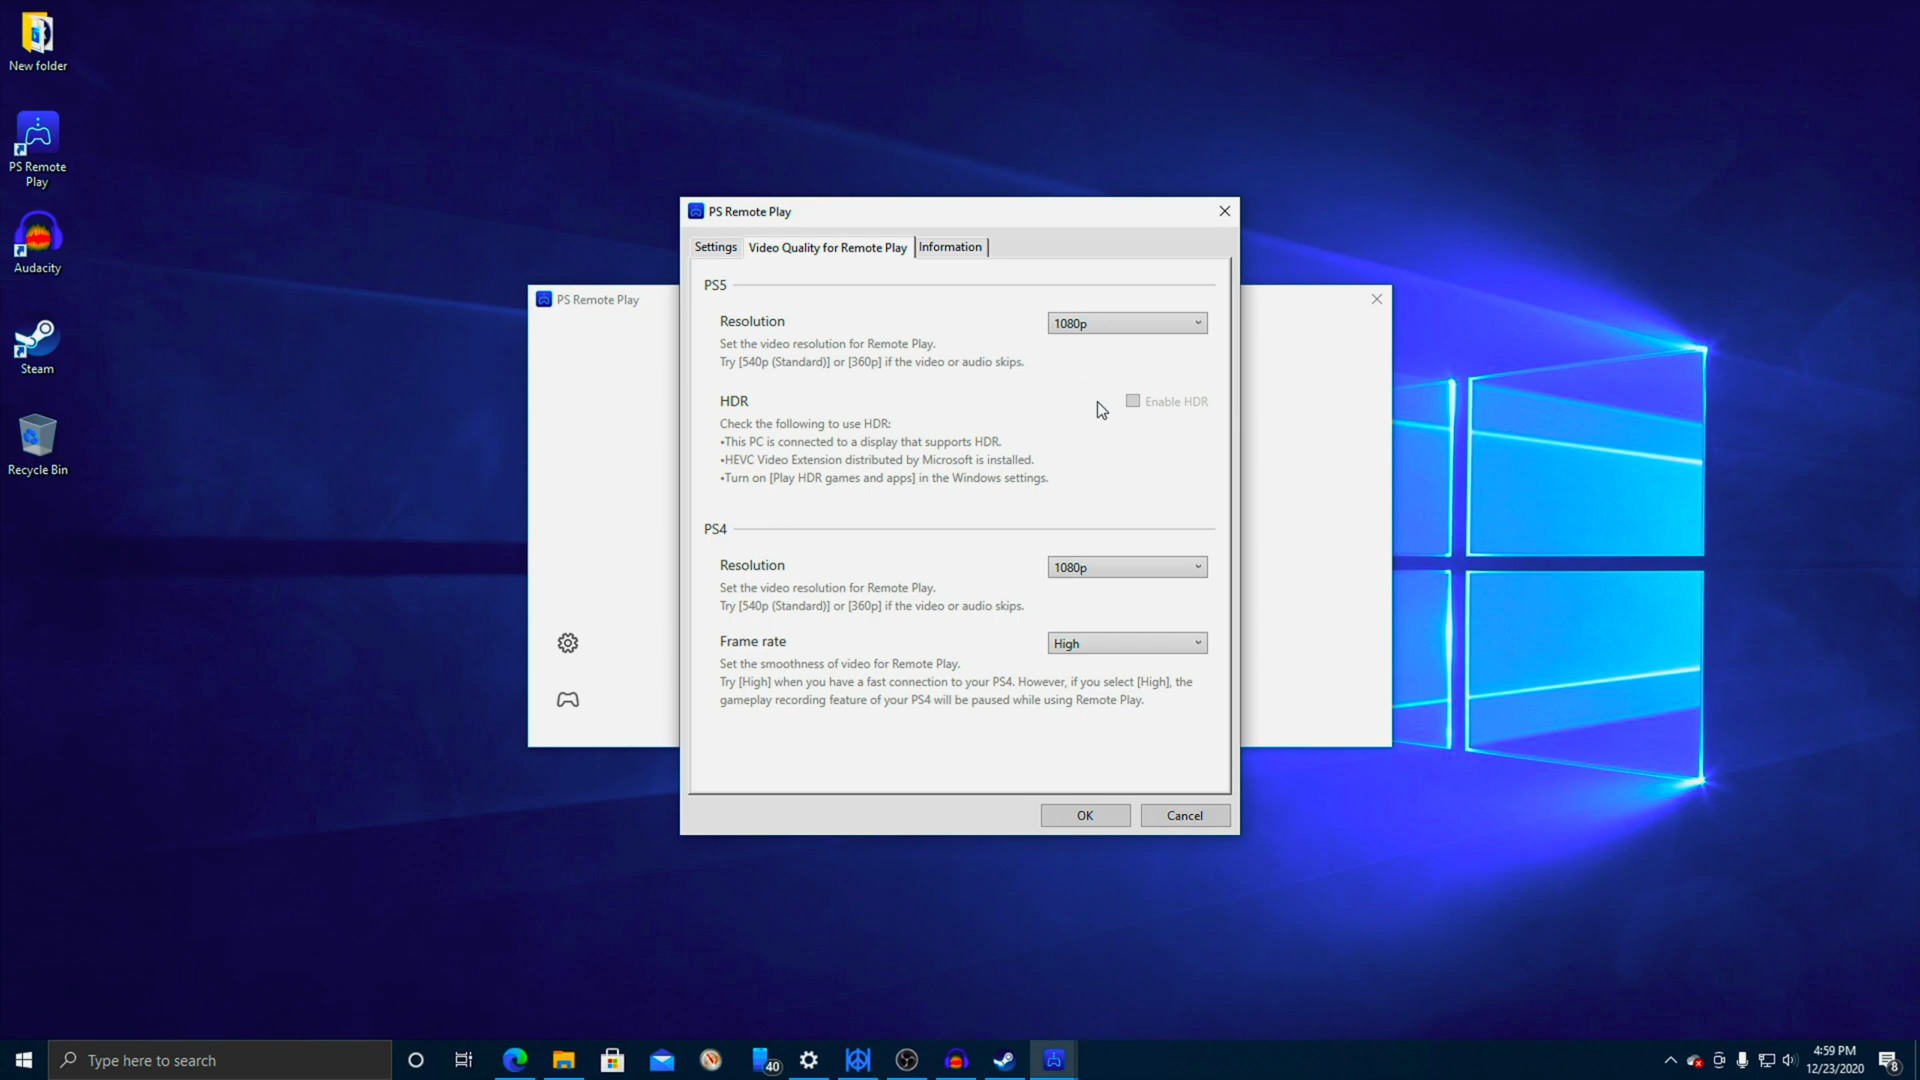 New folder
PS Remote
Play
Audacity
Steam
Recycle Bin
PS Remote Play
PS Remote Play
Settings
Video Quality for Remote Play
Information
PS5
Resolution
1080p
Set the video resolution for Remote Play.
Try [540p (Standard)] or [360p] if the video or audio skips.
HDR
Enable HDR
Check the following to use HDR:
•This PC is connected to a display that supports HDR.
•HEVC Video Extension distributed by Microsoft is installed.
•Turn on [Play HDR games and apps] in the Windows settings.
PS4
Resolution
1080p
Set the video resolution for Remote Play.
Try [540p (Standard)] or [360p] if the video or audio skips.
Frame rate
High
Set the smoothness of video for Remote Play.
Try [High] when you have a fast connection to your PS4. However, if you select [High], the
gameplay recording feature of your PS4 will be paused while using Remote Play.
OK
Cancel
Type here to search
40
4:59 PM
12/23/2020
8